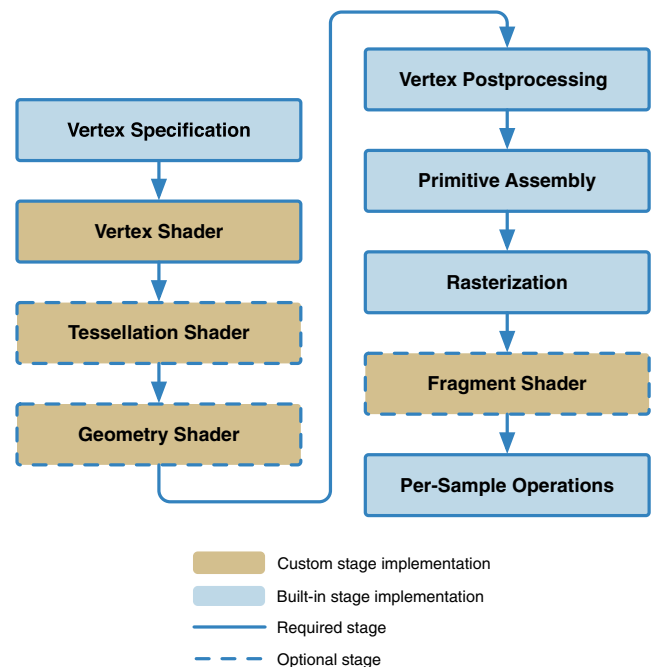 Vertex Specification
Vertex Shader
Tessellation Shader
Geometry Shader
Vertex Postprocessing
Primitive Assembly
Rasterization
Fragment Shader
Per-Sample Operations
Custom stage implementation
Built-in stage implementation
Required stage
Optional stage